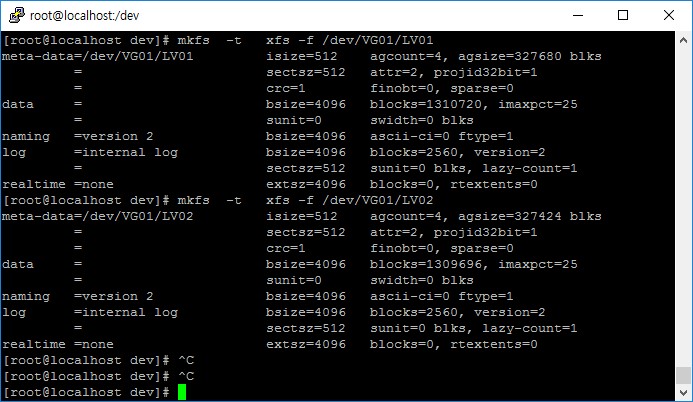 root@localhost:/dev
[root@localhost dev]# mkfs  -t   xfs -f /dev/VG01/LV01
meta-data=/dev/VG01/LV01         isize=512    agcount=4, agsize=327680 blks
         =                       sectsz=512   attr=2, projid32bit=1
         =                       crc=1        finobt=0, sparse=0
data     =                       bsize=4096   blocks=1310720, imaxpct=25
         =                       sunit=0      swidth=0 blks
naming   =version 2              bsize=4096   ascii-ci=0 ftype=1
log      =internal log           bsize=4096   blocks=2560, version=2
         =                       sectsz=512   sunit=0 blks, lazy-count=1
realtime =none                   extsz=4096   blocks=0, rtextents=0
[root@localhost dev]# mkfs  -t   xfs -f /dev/VG01/LV02
meta-data=/dev/VG01/LV02         isize=512    agcount=4, agsize=327424 blks
         =                       sectsz=512   attr=2, projid32bit=1
         =                       crc=1        finobt=0, sparse=0
data     =                       bsize=4096   blocks=1309696, imaxpct=25
         =                       sunit=0      swidth=0 blks
naming   =version 2              bsize=4096   ascii-ci=0 ftype=1
log      =internal log           bsize=4096   blocks=2560, version=2
         =                       sectsz=512   sunit=0 blks, lazy-count=1
realtime =none                   extsz=4096   blocks=0, rtextents=0
[root@localhost dev]# ^C
[root@localhost dev]# ^C
[root@localhost dev]#